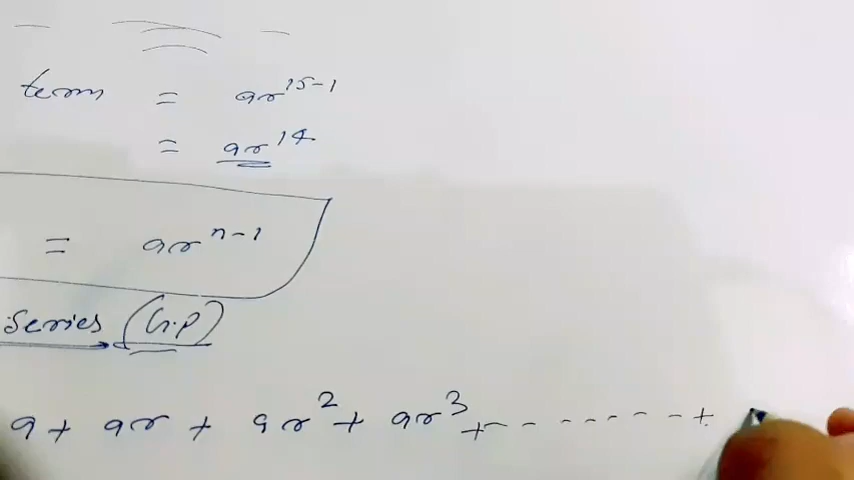 term = ar^15-1
= ar^14
= ar^n-1
Series (G.P)
a + ar + ar^2 + ar^3 + - - - - - - - +